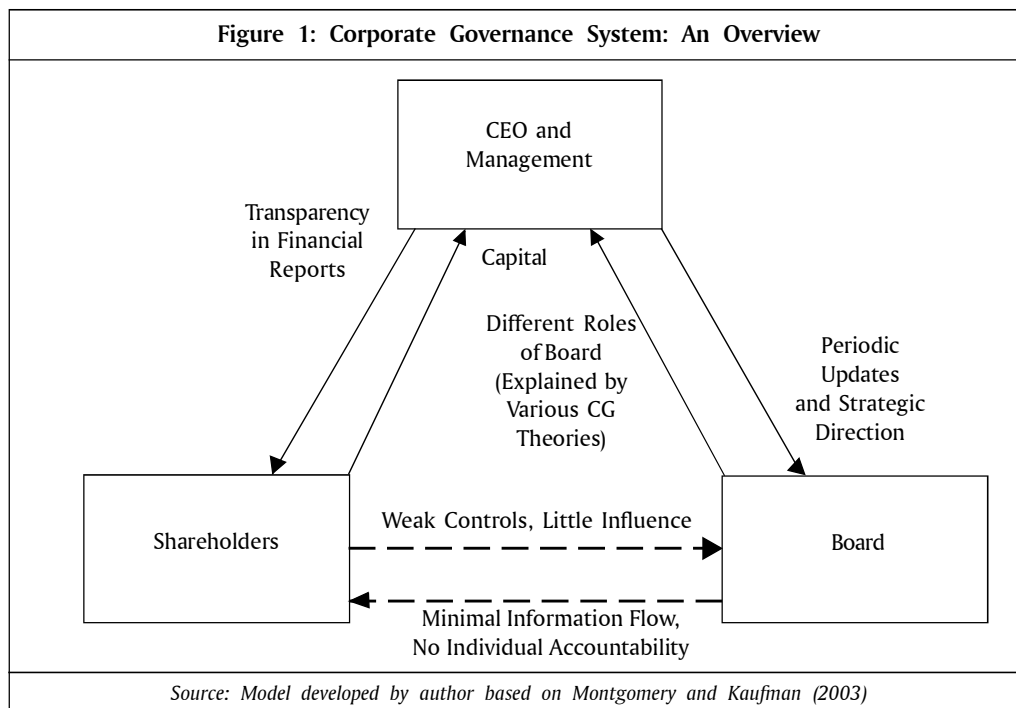 Figure 1: Corporate Governance System: An Overview
CEO and
Management
Transparency
in Financial
Reports
Capital
Different Roles
of Board
(Explained by
Various CG
Theories)
Periodic
Updates
and Strategic
Direction
Shareholders
Weak Controls, Little Influence
Board
Minimal Information Flow,
No Individual Accountability
Source: Model developed by author based on Montgomery and Kaufman (2003)